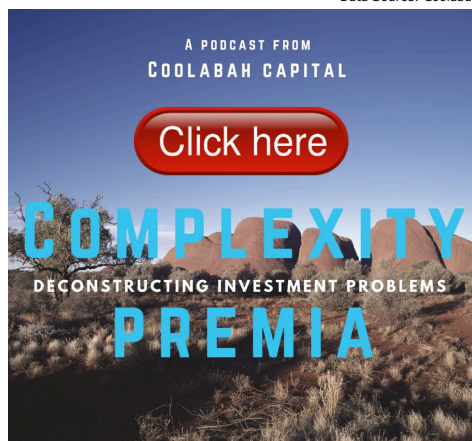 A PODCAST FROM
COOLABAH CAPITAL
Click here
COMPLEXITY
DECONSTRUCTING INVESTMENT PROBLEMS
PREMIA